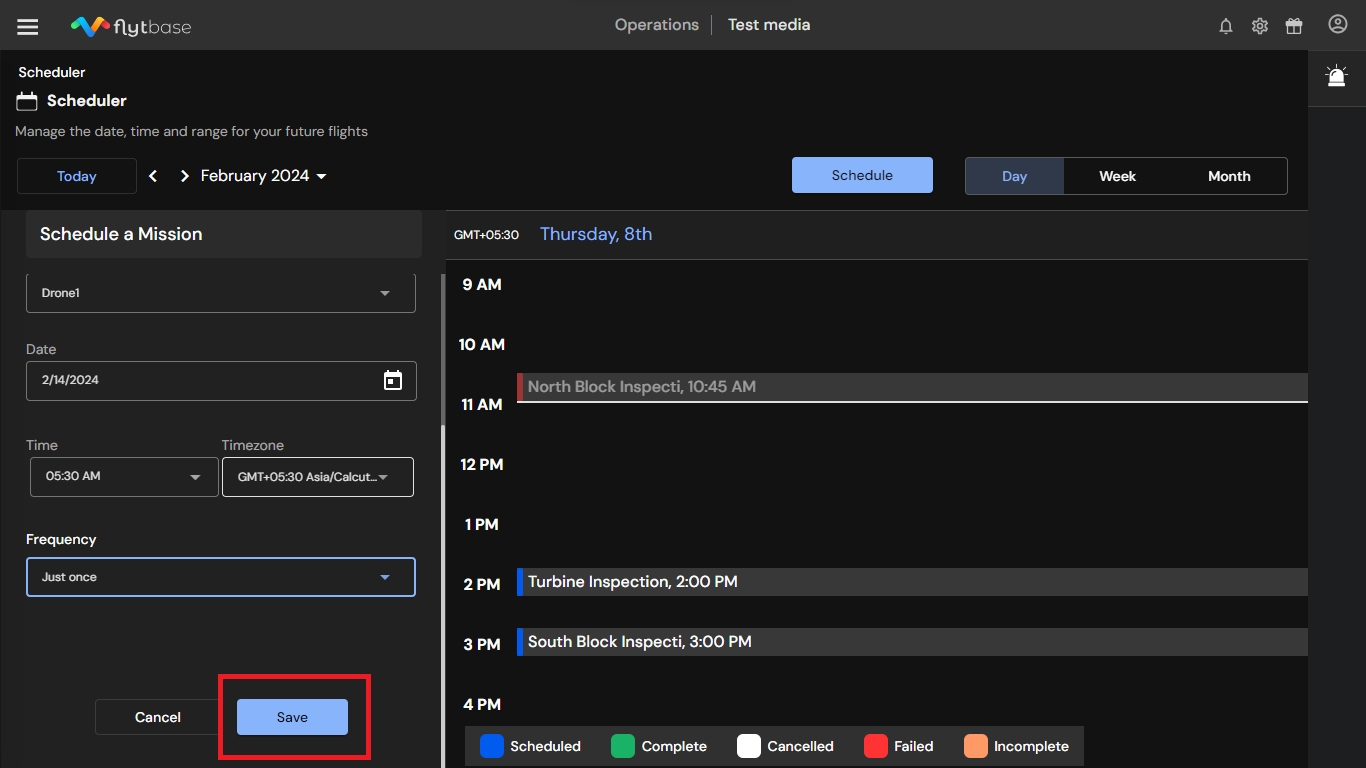 flytbase
Operations Test media
Scheduler
Scheduler
Manage the date, time and range for your future flights
Today February 2024 Schedule Day Week Month
Schedule a Mission
Drone1
Date
2/14/2024
Time Timezone
05:30 AM GMT+05:30 Asia/Calcut...
Frequency
Just once
Cancel Save
GMT+05:30 Thursday, 8th
9 AM
10 AM
North Block Inspecti, 10:45 AM
11 AM
12 PM
1 PM
2 PM Turbine Inspection, 2:00 PM
3 PM South Block Inspecti, 3:00 PM
4 PM
Scheduled Complete Cancelled Failed Incomplete